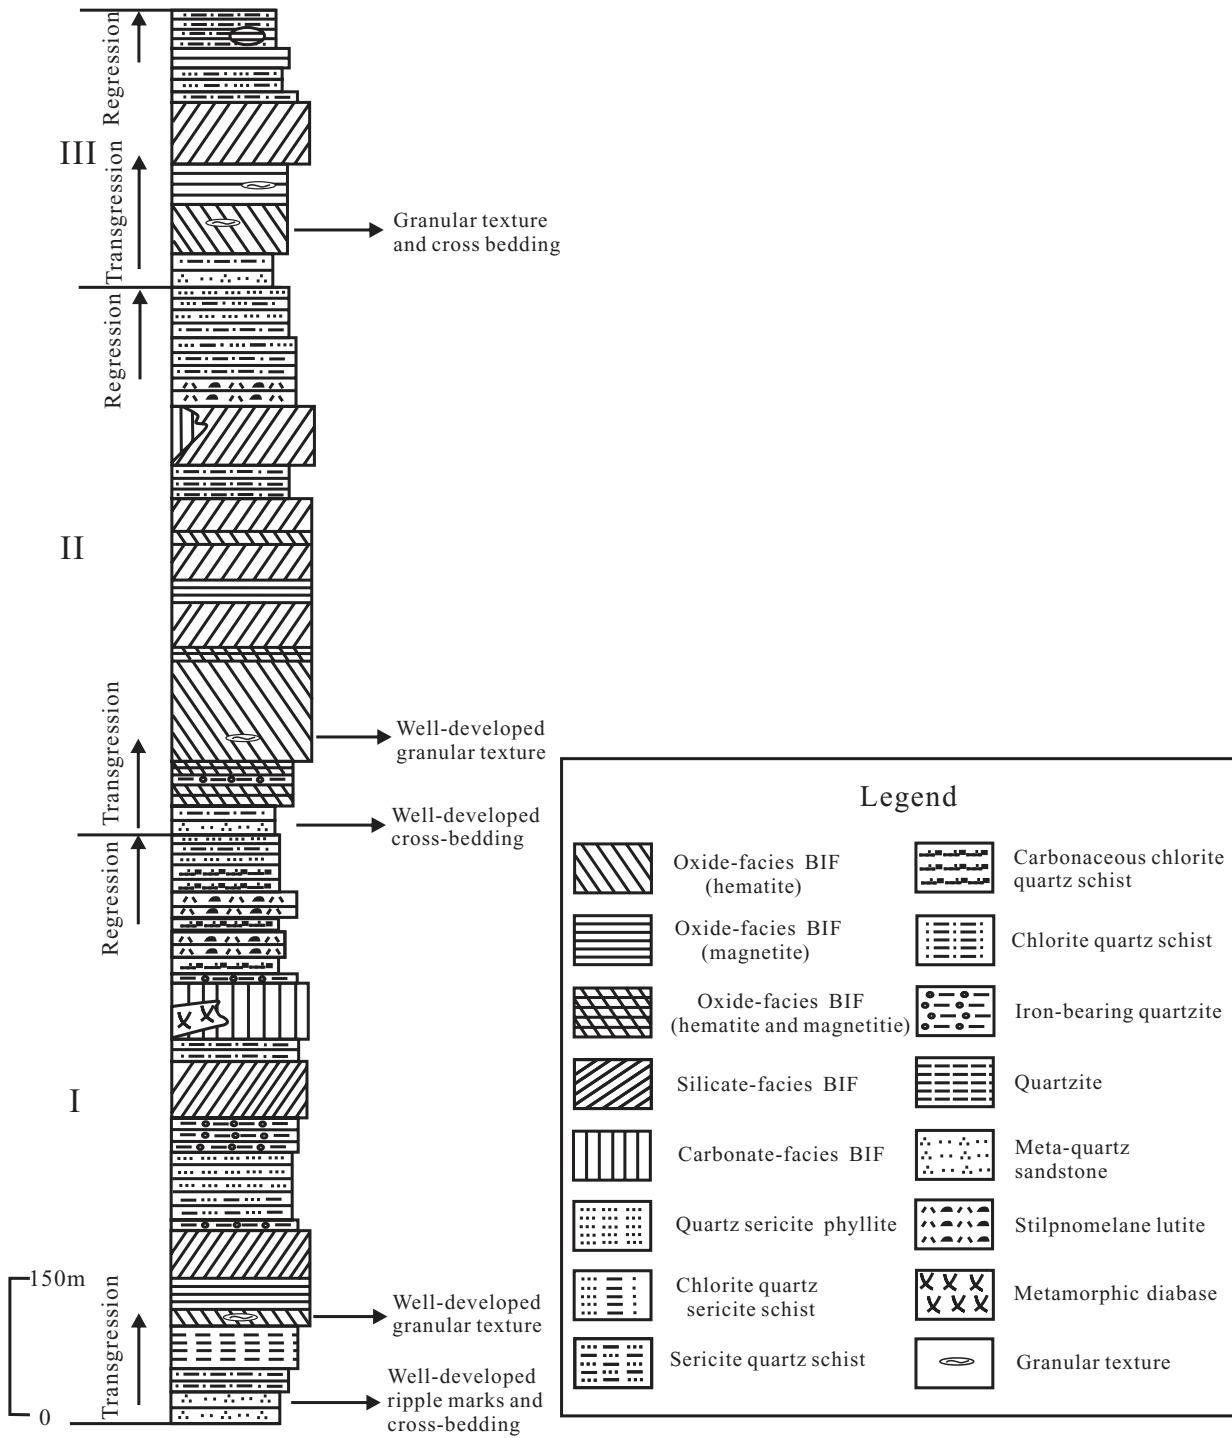 Regression
III
Transgression
Granular texture
and cross bedding
Regression
II
Transgression
Well-developed
granular texture
Well-developed
cross-bedding
Regression
I
150m
Transgression
0
Well-developed
granular texture
Well-developed
ripple marks and
cross-bedding
Legend
Oxide-facies BIF
(hematite)
Oxide-facies BIF
(magnetite)
Oxide-facies BIF
(hematite and magnetitie)
Silicate-facies BIF
Carbonate-facies BIF
Quartz sericite phyllite
Chlorite quartz
sericite schist
Sericite quartz schist
Carbonaceous chlorite
quartz schist
Chlorite quartz schist
Iron-bearing quartzite
Quartzite
Meta-quartz
sandstone
Stilpnomelane lutite
Metamorphic diabase
Granular texture